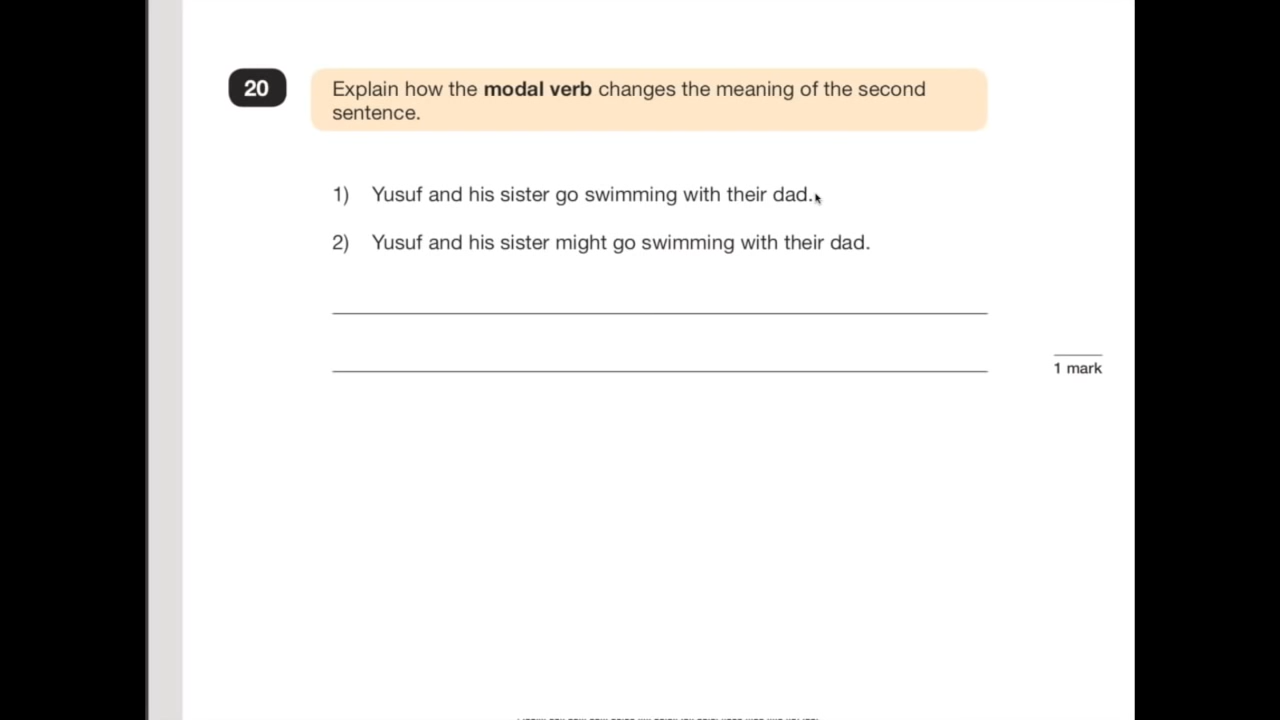 20
Explain how the modal verb changes the meaning of the second
sentence.
1) Yusuf and his sister go swimming with their dad.
2) Yusuf and his sister might go swimming with their dad.
1 mark